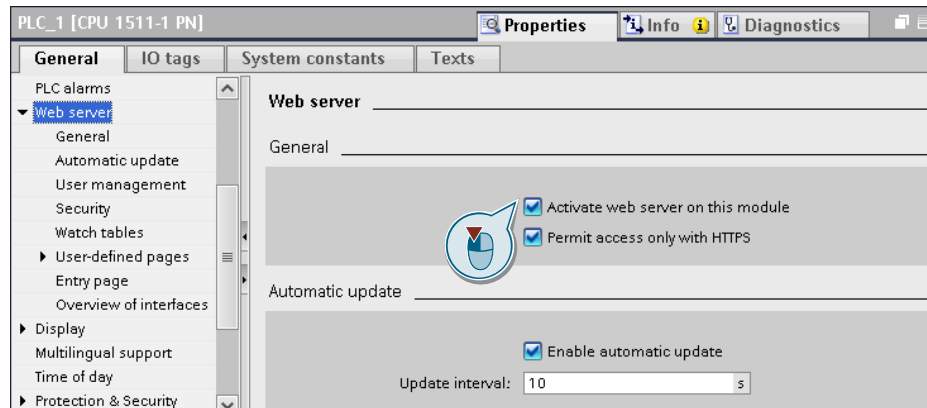 PLC_1 [CPU 1511-1 PN]
Properties
Info
Diagnostics
General
IO tags
System constants
Texts
PLC alarms
Web server
General
Automatic update
User management
Security
Watch tables
User-defined pages
Entry page
Overview of interfaces
Display
Multilingual support
Time of day
Protection & Security
Web server
General
Activate web server on this module
Permit access only with HTTPS
Automatic update
Enable automatic update
Update interval: 10 s